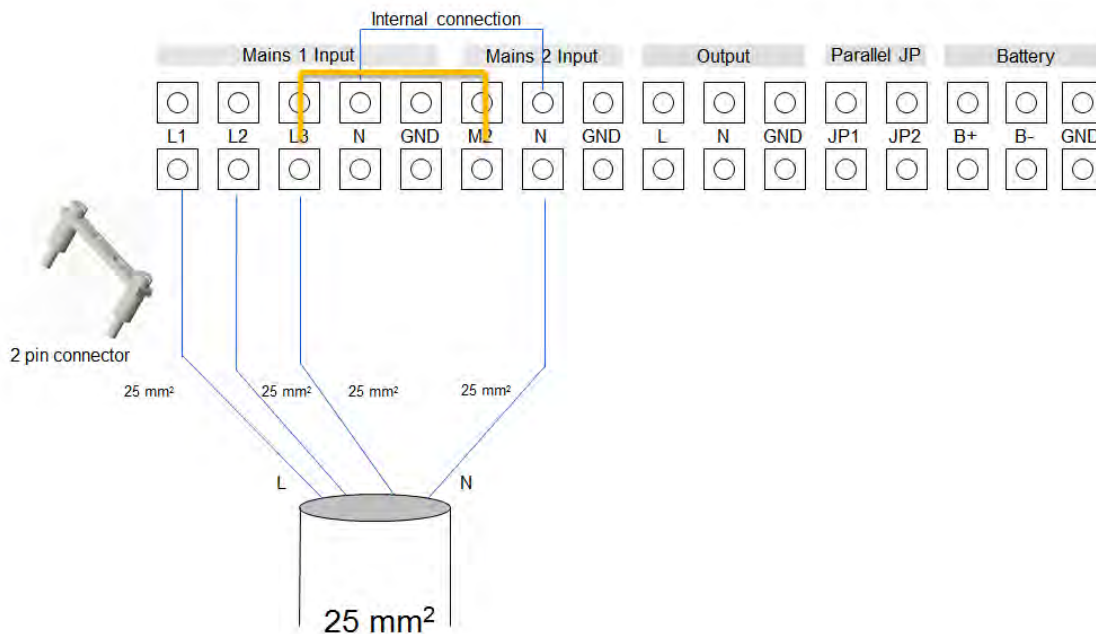 Internal connection
Mains 1 Input Mains 2 Input Output Parallel JP Battery
L1 L2 L3 N GND M2 N GND L N GND JP1 JP2 B+ B- GND
2 pin connector
25 mm² 25 mm² 25 mm² 25 mm²
L N
25 mm²